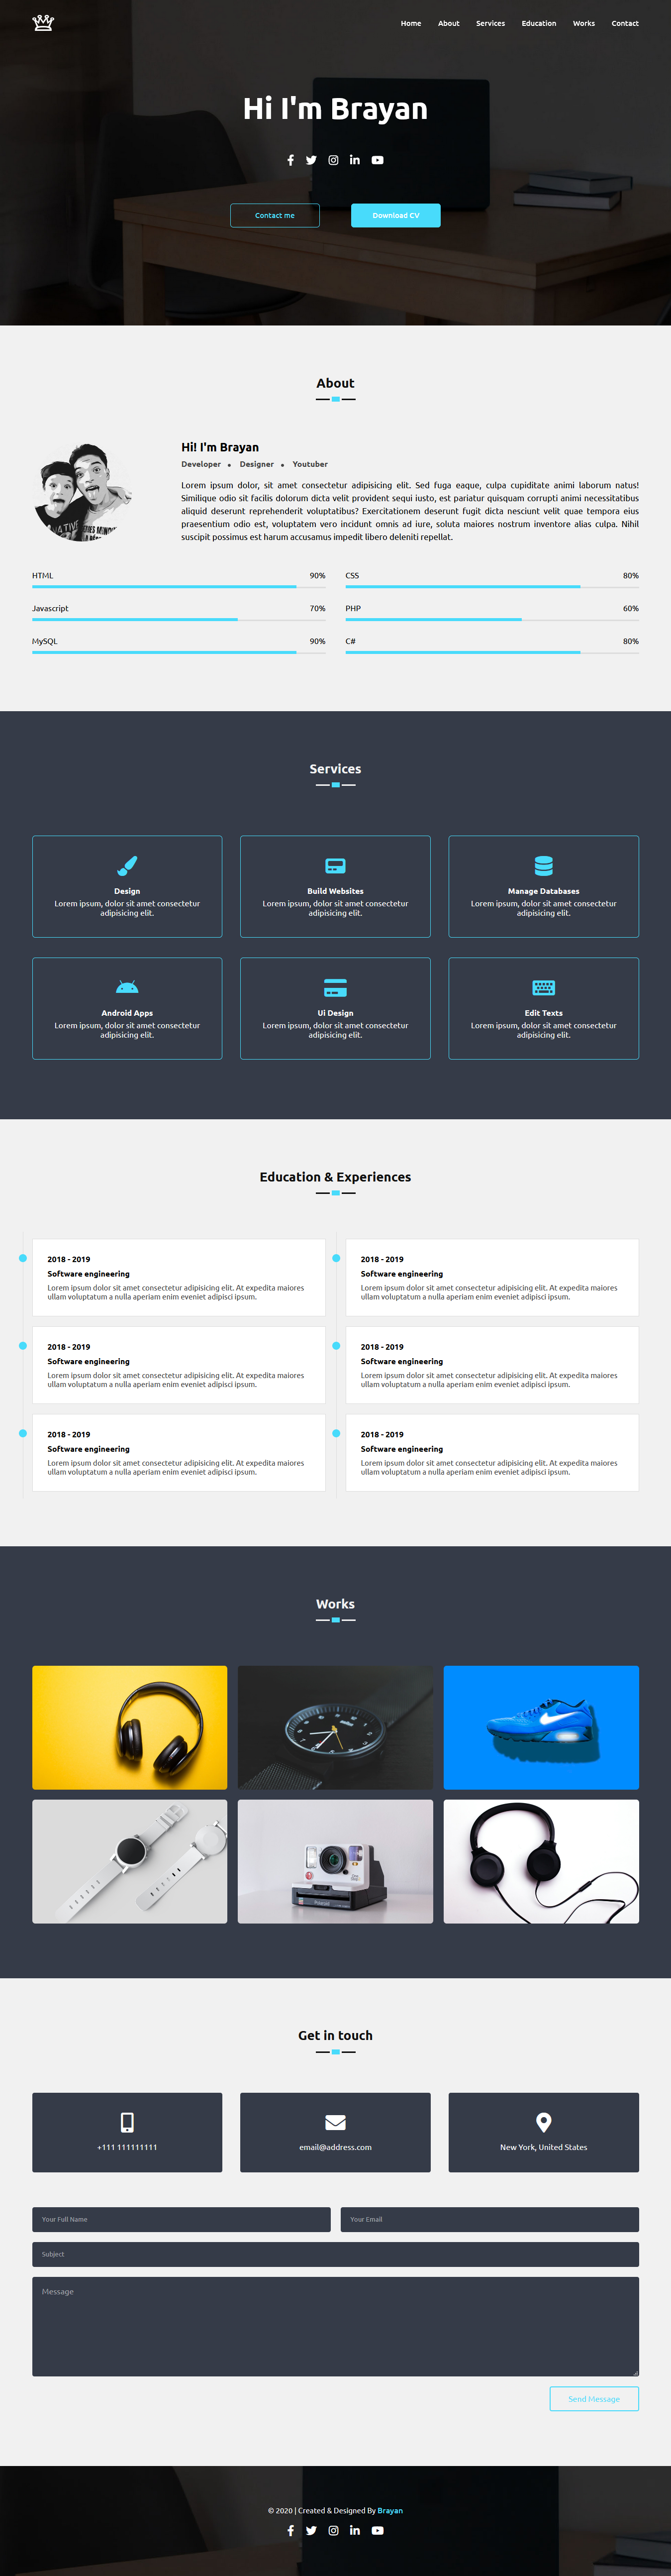 Home About Services Education Works Contact
Hi I'm Brayan
Contact me Download CV
About
Hi! I'm Brayan
Developer • Designer • Youtuber
Lorem ipsum dolor, sit amet consectetur adipisicing elit. Sed fuga eaque, culpa cupiditate animi laborum natus!
Similique odio sit facilis dolorum dicta velit provident sequi iusto, est pariatur quisquam corrupti animi necessitatibus
aliquid deserunt reprehenderit voluptatibus? Exercitationem deserunt fugit dicta nesciunt velit quae tempora eius
praesentium odio est, voluptatem vero incidunt omnis ad iure, soluta maiores nostrum inventore alias culpa. Nihil
suscipit possimus est harum accusamus impedit libero deleniti repellat.
HTML 90% CSS 80%
Javascript 70% PHP 60%
MySQL 90% C# 80%
Services
Design
Lorem ipsum, dolor sit amet consectetur
adipisicing elit.
Build Websites
Lorem ipsum, dolor sit amet consectetur
adipisicing elit.
Manage Databases
Lorem ipsum, dolor sit amet consectetur
adipisicing elit.
Android Apps
Lorem ipsum, dolor sit amet consectetur
adipisicing elit.
Ui Design
Lorem ipsum, dolor sit amet consectetur
adipisicing elit.
Edit Texts
Lorem ipsum, dolor sit amet consectetur
adipisicing elit.
Education & Experiences
2018 - 2019
Software engineering
Lorem ipsum dolor sit amet consectetur adipisicing elit. At expedita maiores
ullam voluptatum a nulla aperiam enim eveniet adipisci ipsum.
2018 - 2019
Software engineering
Lorem ipsum dolor sit amet consectetur adipisicing elit. At expedita maiores
ullam voluptatum a nulla aperiam enim eveniet adipisci ipsum.
2018 - 2019
Software engineering
Lorem ipsum dolor sit amet consectetur adipisicing elit. At expedita maiores
ullam voluptatum a nulla aperiam enim eveniet adipisci ipsum.
2018 - 2019
Software engineering
Lorem ipsum dolor sit amet consectetur adipisicing elit. At expedita maiores
ullam voluptatum a nulla aperiam enim eveniet adipisci ipsum.
2018 - 2019
Software engineering
Lorem ipsum dolor sit amet consectetur adipisicing elit. At expedita maiores
ullam voluptatum a nulla aperiam enim eveniet adipisci ipsum.
2018 - 2019
Software engineering
Lorem ipsum dolor sit amet consectetur adipisicing elit. At expedita maiores
ullam voluptatum a nulla aperiam enim eveniet adipisci ipsum.
Works
Get in touch
+111 111111111
email@address.com
New York, United States
Your Full Name
Your Email
Subject
Message
Send Message
© 2020 | Created & Designed By Brayan